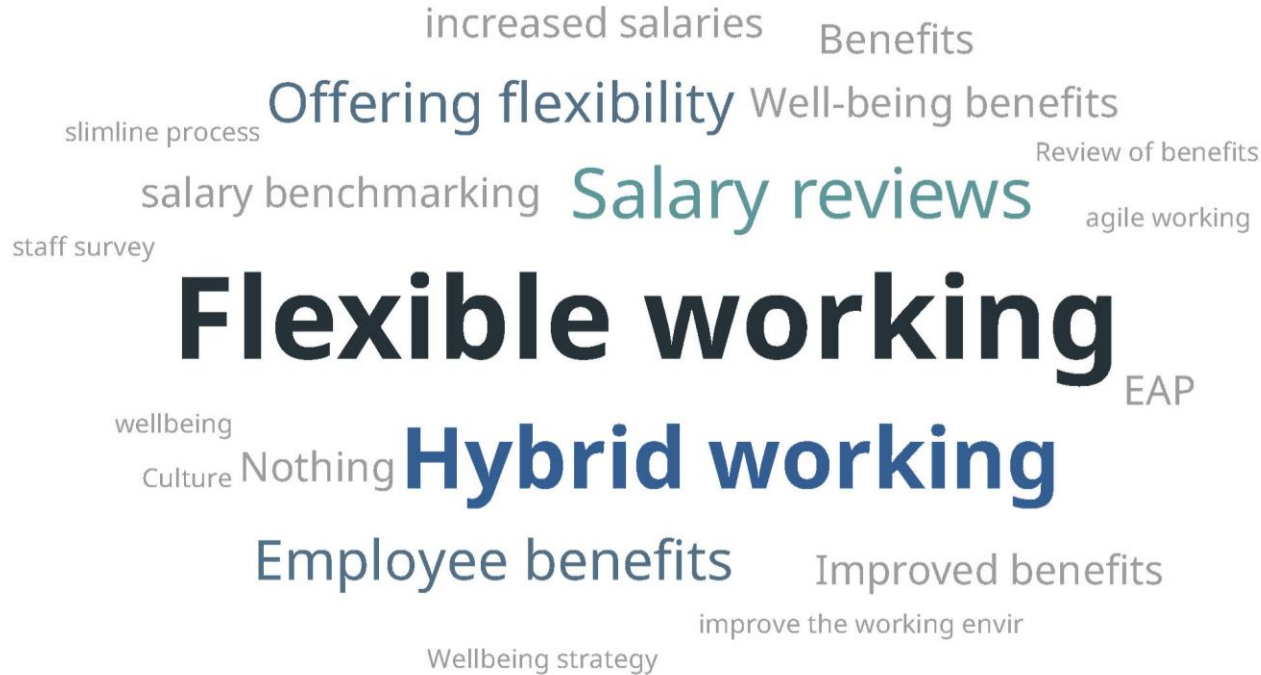 increased salaries
Benefits
Offering flexibility
Well-being benefits
slimline process
Review of benefits
salary benchmarking
Salary reviews
agile working
staff survey
Flexible working
EAP
wellbeing
Culture
Nothing
Hybrid working
Employee benefits
Improved benefits
improve the working envir
Wellbeing strategy